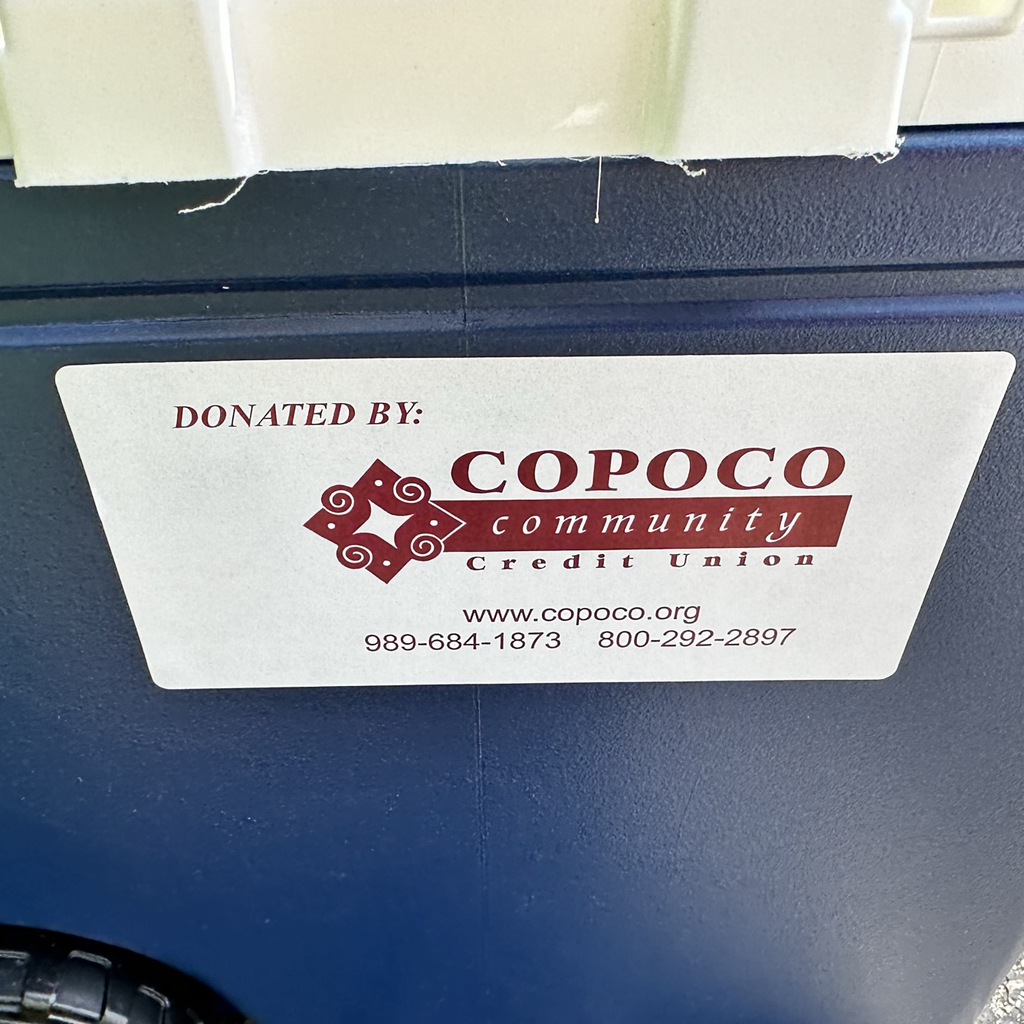 DONATED BY:
COPOCO
community
Credit Union
www.copoco.org
989-684-1873 800-292-2897